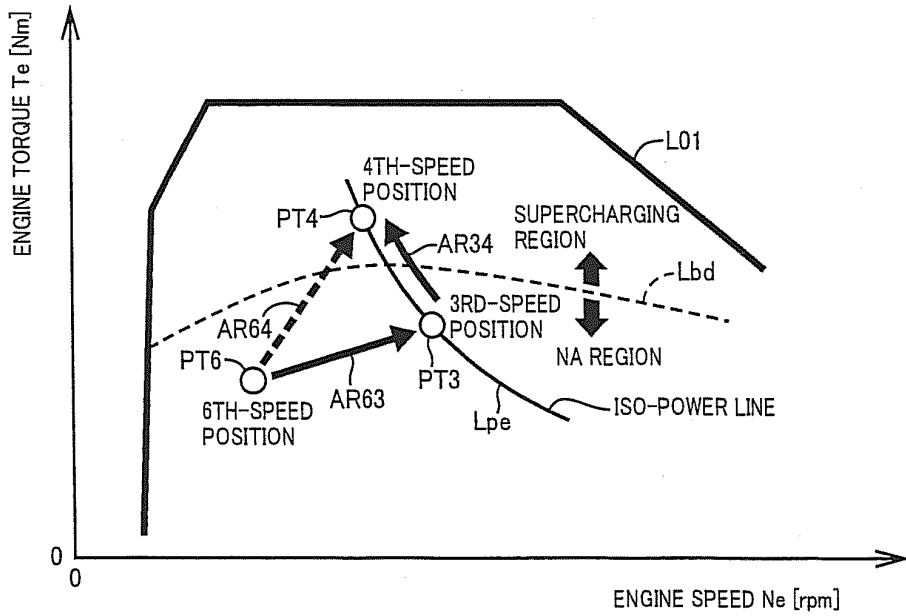 ENGINE TORQUE Te [Nm]
L01
4TH-SPEED
POSITION
PT4
SUPERCHARGING
REGION
AR34
Lbd
3RD-SPEED
POSITION
AR64
NA REGION
PT6
PT3
AR63
6TH-SPEED
POSITION
ISO-POWER LINE
Lpe
0
0
ENGINE SPEED Ne [rpm]